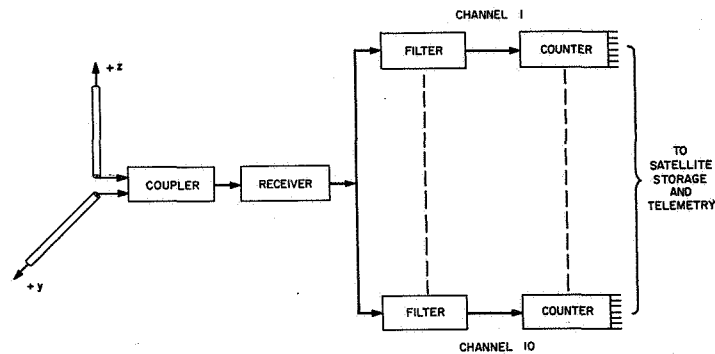 CHANNEL 1
FILTER
COUNTER
+z
COUPLER
RECEIVER
TO
SATELLITE
STORAGE
AND
TELEMETRY
+y
FILTER
COUNTER
CHANNEL 10